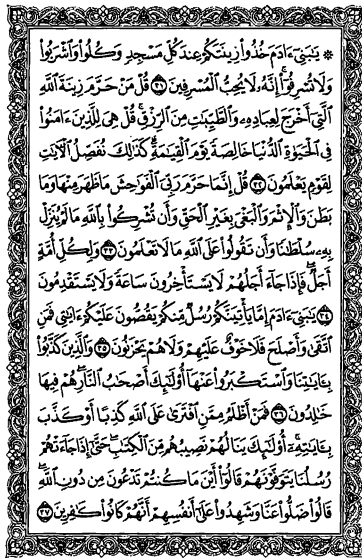 ۞ يَٰبَنِيٓ ءَادَمَ خُذُواْ زِينَتَكُمۡ عِندَ كُلِّ مَسۡجِدٖ وَكُلُواْ وَٱشۡرَبُواْ
وَلَا تُسۡرِفُوٓاْۚ إِنَّهُۥ لَا يُحِبُّ ٱلۡمُسۡرِفِينَ ٣١ قُلۡ مَنۡ حَرَّمَ زِينَةَ ٱللَّهِ
ٱلَّتِيٓ أَخۡرَجَ لِعِبَادِهِۦ وَٱلطَّيِّبَٰتِ مِنَ ٱلرِّزۡقِۚ قُلۡ هِيَ لِلَّذِينَ ءَامَنُواْ
فِي ٱلۡحَيَوٰةِ ٱلدُّنۡيَا خَالِصَةٗ يَوۡمَ ٱلۡقِيَٰمَةِۗ كَذَٰلِكَ نُفَصِّلُ ٱلۡأٓيَٰتِ
لِقَوۡمٖ يَعۡلَمُونَ ٣٢ قُلۡ إِنَّمَا حَرَّمَ رَبِّيَ ٱلۡفَوَٰحِشَ مَا ظَهَرَ مِنۡهَا وَمَا
بَطَنَ وَٱلۡإِثۡمَ وَٱلۡبَغۡيَ بِغَيۡرِ ٱلۡحَقِّ وَأَن تُشۡرِكُواْ بِٱللَّهِ مَا لَمۡ يُنَزِّلۡ
بِهِۦ سُلۡطَٰنٗا وَأَن تَقُولُواْ عَلَى ٱللَّهِ مَا لَا تَعۡلَمُونَ ٣٣ وَلِكُلِّ أُمَّةٍ
أَجَلٞۖ فَإِذَا جَآءَ أَجَلُهُمۡ لَا يَسۡتَأۡخِرُونَ سَاعَةٗ وَلَا يَسۡتَقۡدِمُونَ
٣٤ يَٰبَنِيٓ ءَادَمَ إِمَّا يَأۡتِيَنَّكُمۡ رُسُلٞ مِّنكُمۡ يَقُصُّونَ عَلَيۡكُمۡ ءَايَٰتِي فَمَنِ
ٱتَّقَىٰ وَأَصۡلَحَ فَلَا خَوۡفٌ عَلَيۡهِمۡ وَلَا هُمۡ يَحۡزَنُونَ ٣٥ وَٱلَّذِينَ كَذَّبُواْ
بِـَٔايَٰتِنَا وَٱسۡتَكۡبَرُواْ عَنۡهَآ أُوْلَٰٓئِكَ أَصۡحَٰبُ ٱلنَّارِۖ هُمۡ فِيهَا
خَٰلِدُونَ ٣٦ فَمَنۡ أَظۡلَمُ مِمَّنِ ٱفۡتَرَىٰ عَلَى ٱللَّهِ كَذِبًا أَوۡ كَذَّبَ
بِـَٔايَٰتِهِۦٓۚ أُوْلَٰٓئِكَ يَنَالُهُمۡ نَصِيبُهُم مِّنَ ٱلۡكِتَٰبِۖ حَتَّىٰٓ إِذَا جَآءَتۡهُمۡ
رُسُلُنَا يَتَوَفَّوۡنَهُمۡ قَالُوٓاْ أَيۡنَ مَا كُنتُمۡ تَدۡعُونَ مِن دُونِ ٱللَّهِۖ
قَالُواْ ضَلُّواْ عَنَّا وَشَهِدُواْ عَلَىٰٓ أَنفُسِهِمۡ أَنَّهُمۡ كَانُواْ كَٰفِرِينَ ٣٧